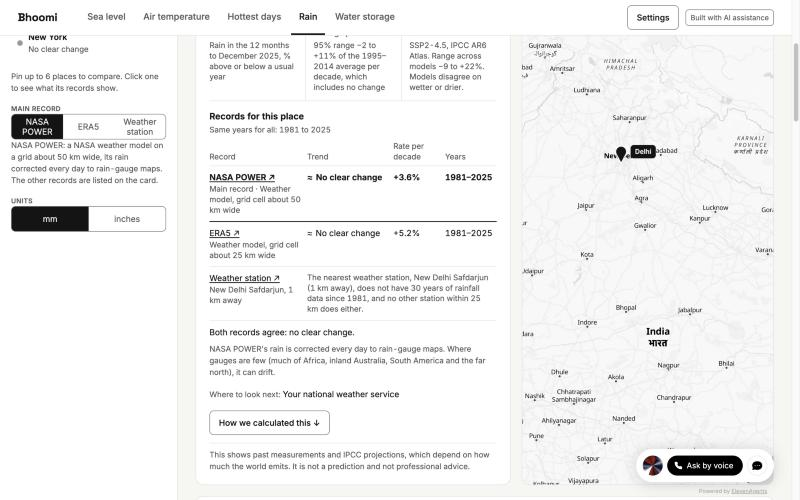 Bhoomi
Sea level
Air temperature
Hottest days
Rain
Water storage
Settings
Built with AI assistance
New York
No clear change
Pin up to 6 places to compare. Click one
to see what its records show.
MAIN RECORD
NASA
POWER
ERA5
Weather
station
NASA POWER: a NASA weather model on
a grid about 50 km wide, its rain
corrected every day to rain-gauge maps.
The other records are listed on the card.
UNITS
mm
inches
Rain in the 12 months
to December 2025, %
above or below a usual
year
95% range −2 to
+11% of the 1995–
2014 average per
decade, which
includes no change
SSP2-4.5, IPCC AR6
Atlas. Range across
models −9 to +22%.
Models disagree on
wetter or drier.
Records for this place
Same years for all: 1981 to 2025
Record
Trend
Rate per
decade
Years
NASA POWER ↗
Main record · Weather
model, grid cell about 50
km wide
≈ No clear change
+3.6%
1981–2025
ERA5 ↗
Weather model, grid cell
about 25 km wide
≈ No clear change
+5.2%
1981–2025
Weather station ↗
New Delhi Safdarjun, 1
km away
The nearest weather station, New Delhi Safdarjun
(1 km away), does not have 30 years of rainfall
data since 1981, and no other station within 25
km does either.
Both records agree: no clear change.
NASA POWER's rain is corrected every day to rain-gauge maps. Where
gauges are few (much of Africa, inland Australia, South America and the far
north), it can drift.
Where to look next: Your national weather service
How we calculated this ↓
This shows past measurements and IPCC projections, which depend on how
much the world emits. It is not a prediction and not professional advice.
Gujranwala
Amritsar
HIMACHAL
PRADESH
Ludhiana
Saharanpur
KARNALI
PROVINCE
कर्णाली प्रदेश
Delhi
Aligarh
Agra
Jaipur
Lucknow
Kanpur
Gwalior
Kota
Udaipur
Bhopal
Jabalpur
Indore
India
भारत
Nagpur
Bhilai
Dhule
Akola
Nashik
Chhatrapati
Sambhajinagar
Chandrapur
Ahilyanagar
Nanded
Pune
Latur
Solapur
Vijayapura
Ask by voice
Powered by ElevenAgents